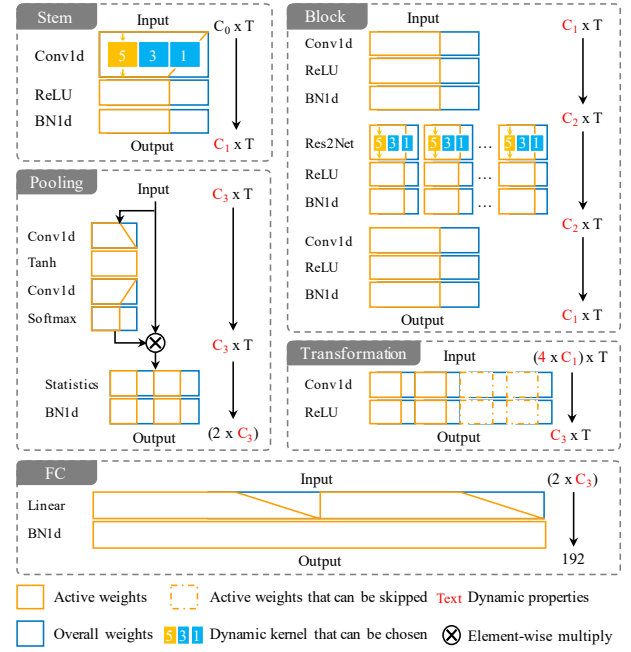 Stem
Input
C0 x T
Conv1d
5 3 1
ReLU
BN1d
Output
C1 x T
Block
Input
C1 x T
Conv1d
ReLU
BN1d
C2 x T
Res2Net
5 3 1 5 3 1 ... 5 3 1
ReLU
...
BN1d
...
C2 x T
Conv1d
ReLU
BN1d
Output
C1 x T
Pooling
Input
C3 x T
Conv1d
Tanh
Conv1d
Softmax
C3 x T
Statistics
BN1d
Output
(2 x C3)
Transformation
Input
(4 x C1) x T
Conv1d
ReLU
Output
C3 x T
FC
Input
(2 x C3)
Linear
BN1d
Output
192
Active weights
Active weights that can be skipped
Text Dynamic properties
Overall weights
5 3 1 Dynamic kernel that can be chosen
Element-wise multiply